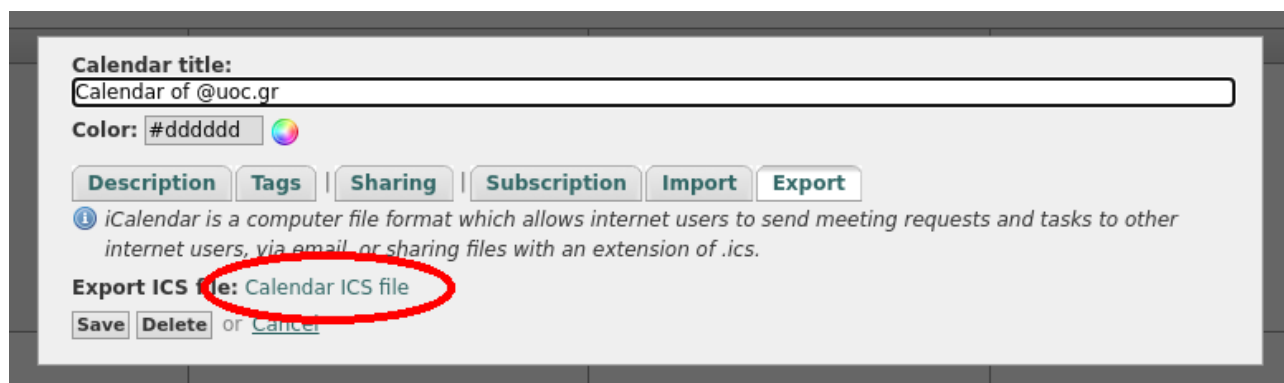 Calendar title:
Calendar of @uoc.gr
Color: #dddddd
Description Tags | Sharing | Subscription Import Export
iCalendar is a computer file format which allows internet users to send meeting requests and tasks to other
internet users, via email, or sharing files with an extension of .ics.
Export ICS file: Calendar ICS file
Save Delete or Cancel